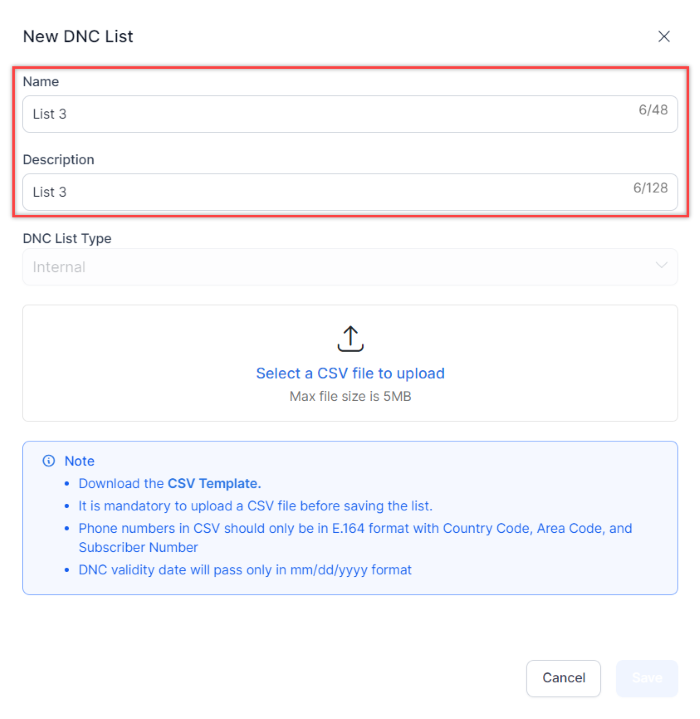 New DNC List
Name
List 3
6/48
Description
List 3
6/128
DNC List Type
Internal
Select a CSV file to upload
Max file size is 5MB
Note
Download the CSV Template.
It is mandatory to upload a CSV file before saving the list.
Phone numbers in CSV should only be in E.164 format with Country Code, Area Code, and
Subscriber Number
DNC validity date will pass only in mm/dd/yyyy format
Cancel
Save